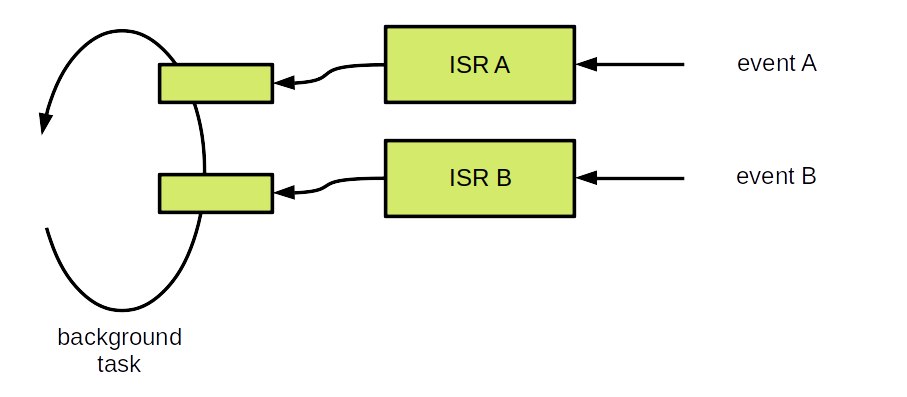 ISR A
event A
ISR B
event B
background
task